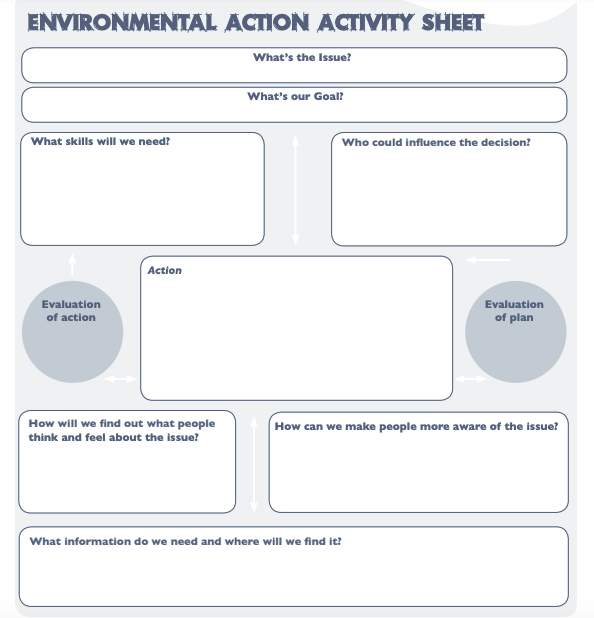 ENVIRONMENTAL ACTION ACTIVITY SHEET
What's the Issue?
What's our Goal?
What skills will we need?
Who could influence the decision?
Action
Evaluation
of action
Evaluation
of plan
How will we find out what people
think and feel about the issue?
How can we make people more aware of the issue?
What information do we need and where will we find it?